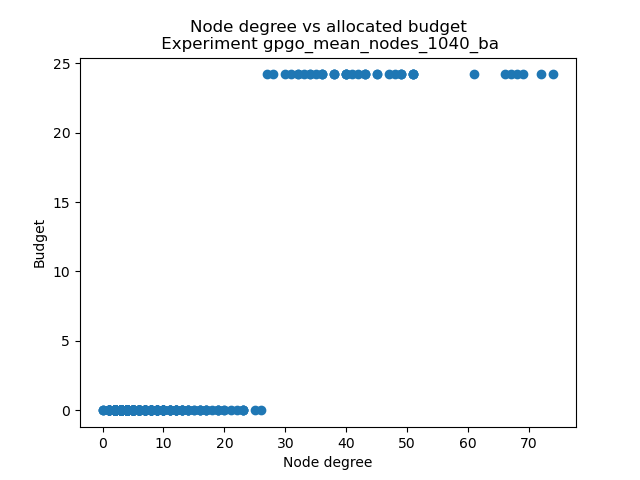 Node degree vs allocated budget
Experiment gpgo_mean_nodes_1040_ba
25
20
15
10
5
0
Budget
0 10 20 30 40 50 60 70
Node degree